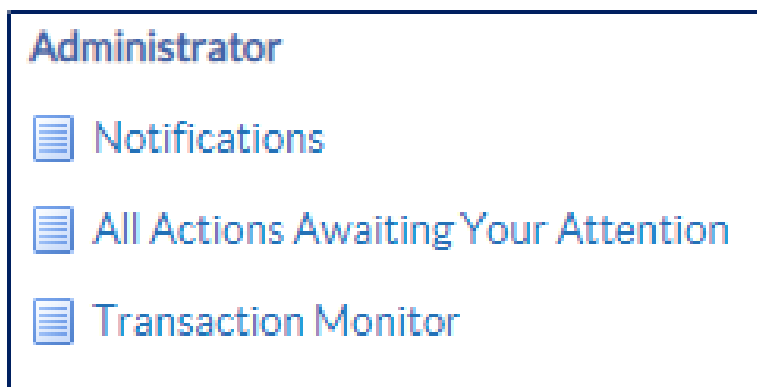 Administrator
Notifications
All Actions Awaiting Your Attention
Transaction Monitor